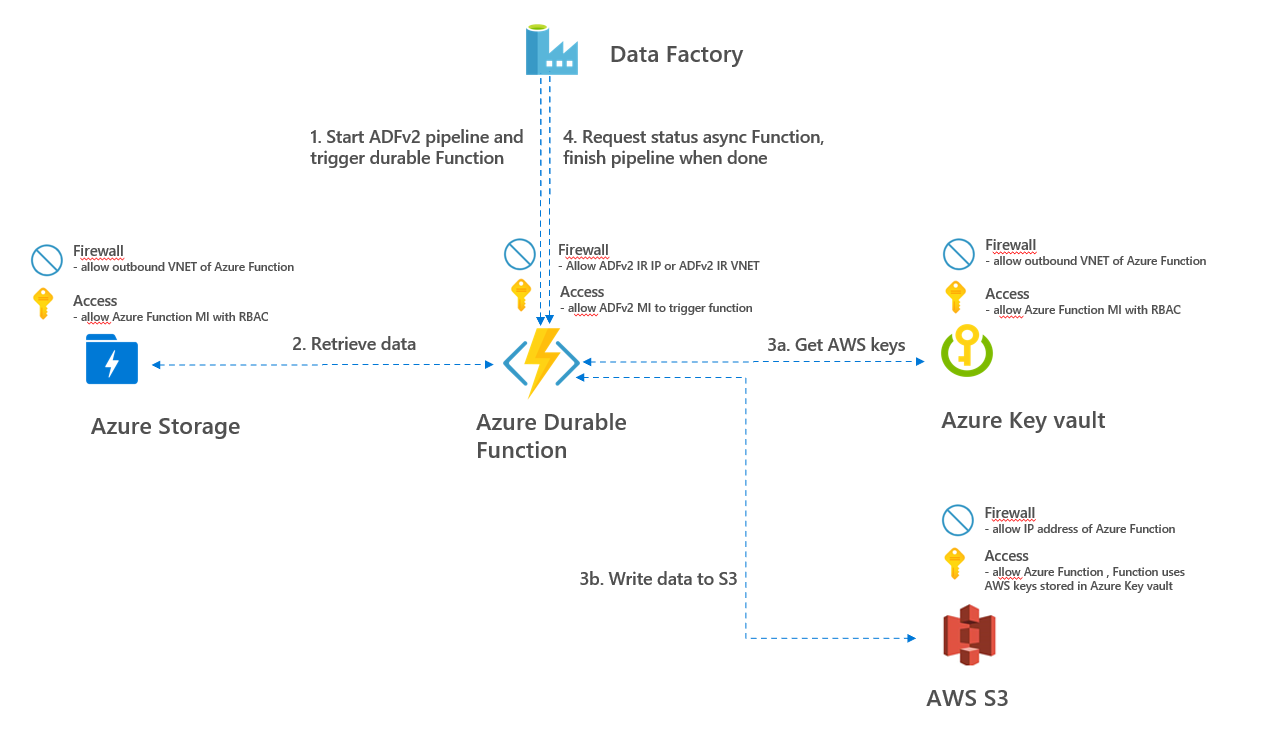 Data Factory
1. Start ADFv2 pipeline and
trigger durable Function
4. Request status async Function,
finish pipeline when done
Firewall
- allow outbound VNET of Azure Function
Access
- allow Azure Function MI with RBAC
Firewall
- Allow ADFv2 IR IP or ADFv2 IR VNET
Access
- allow ADFv2 MI to trigger function
Firewall
- allow outbound VNET of Azure Function
Access
- allow Azure Function MI with RBAC
2. Retrieve data
3a. Get AWS keys
Azure Storage
Azure Durable
Function
Azure Key vault
Firewall
- allow IP address of Azure Function
Access
- allow Azure Function , Function uses
AWS keys stored in Azure Key vault
3b. Write data to S3
AWS S3